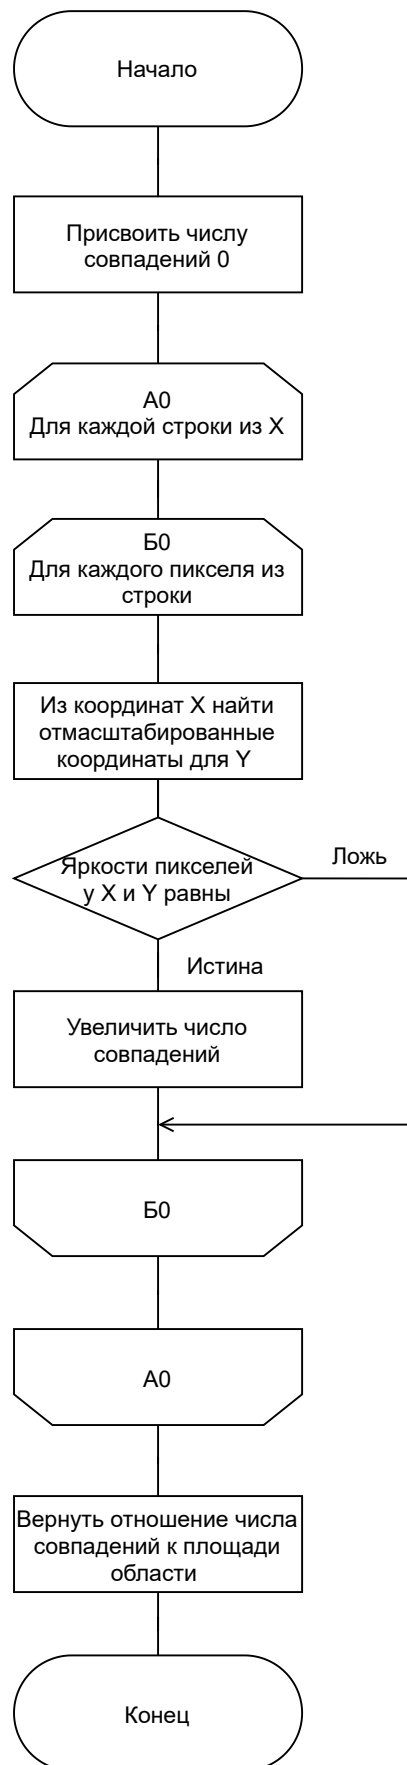 Начало
Присвоить числу
совпадений 0
А0
Для каждой строки из X
Б0
Для каждого пикселя из
строки
Из координат X найти
отмасштабированные
координаты для Y
Яркости пикселей
у X и Y равны
Ложь
Истина
Увеличить число
совпадений
Б0
А0
Вернуть отношение числа
совпадений к площади
области
Конец